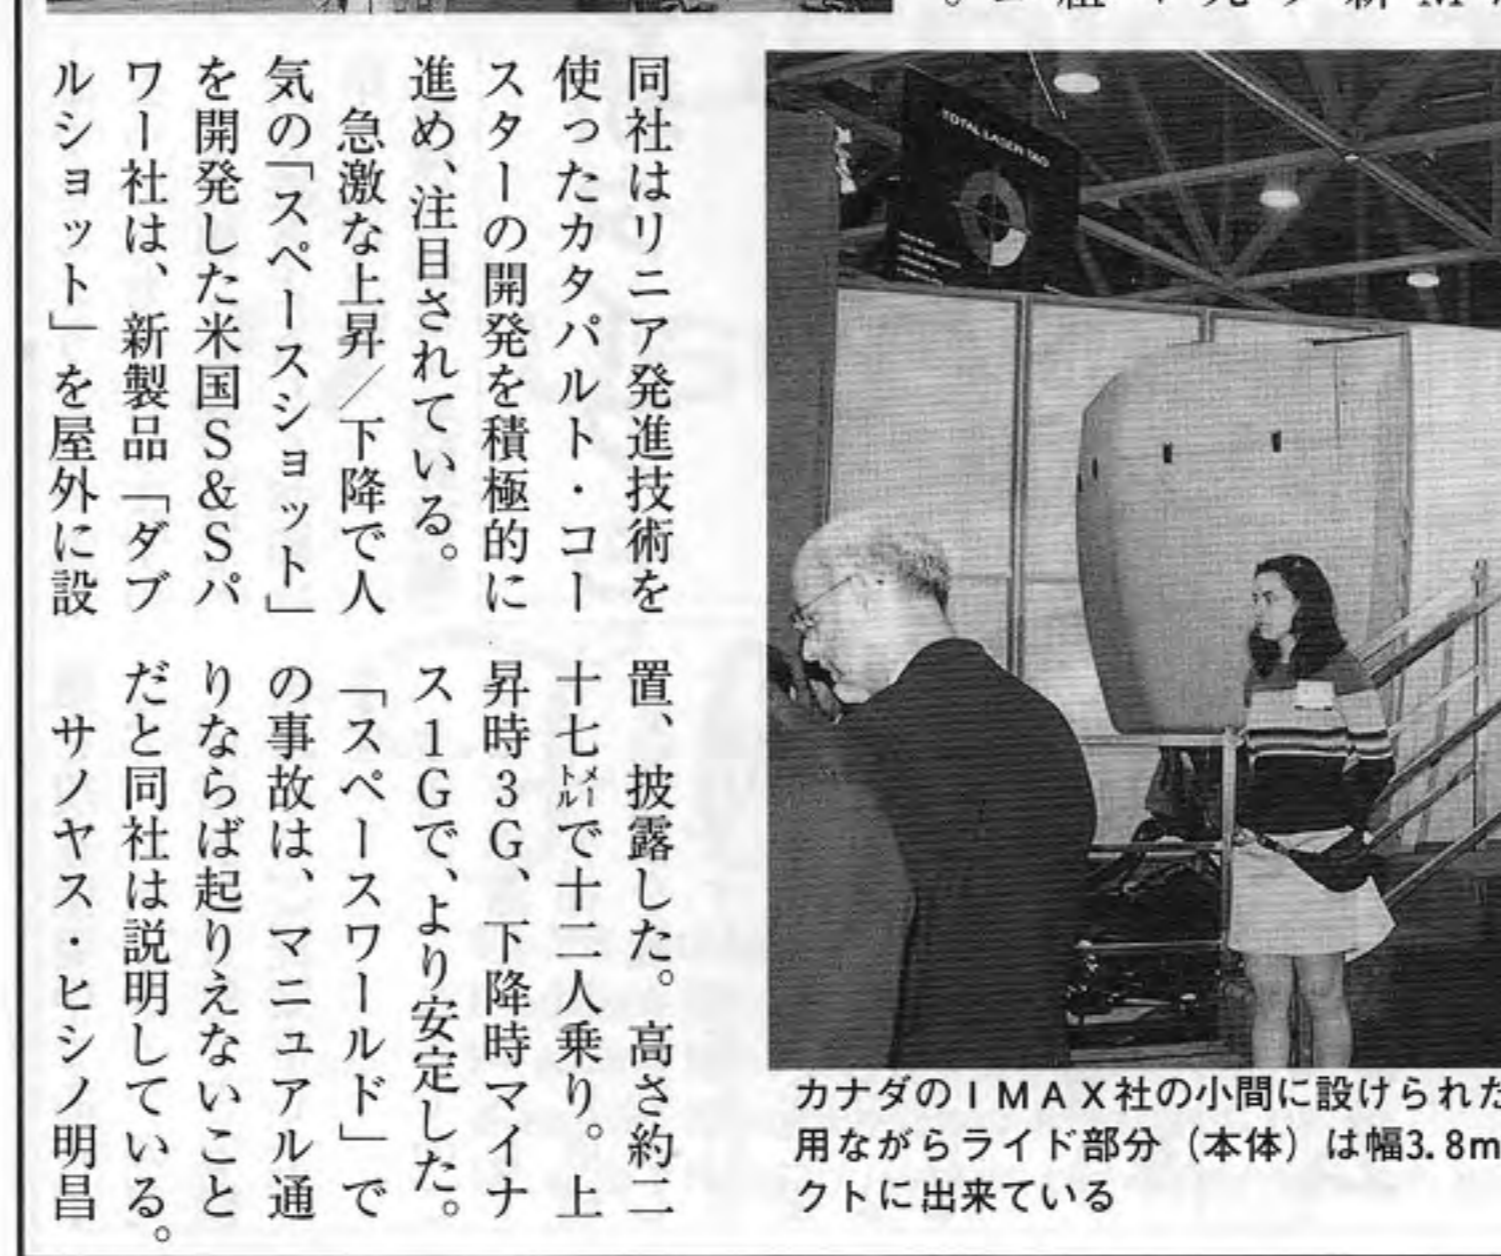 同社はリニア発進技術を
使ったカタパルト・コー
スターの開発を積極的に
進め、注目されている。
急激な上昇／下降で人
気の「スペースショット」
を開発した米国S&Sパ
ワー社は、新製品「ダブ
ルショット」を屋外に設
置、披露した。高さ約二
十七㍍で十二人乗り。上
昇時3G、下降時マイナ
ス1Gで、より安定した。
「スペースワールド」で
の事故は、マニュアル通
りならば起りえないこと
だと同社は説明している。
サノヤス・ヒシノ明昌
TOTAL LASER TAG
カナダのIMAX社の小間に設けられた
用ながらライド部分（本体）は幅3.8m
クトに出来ている